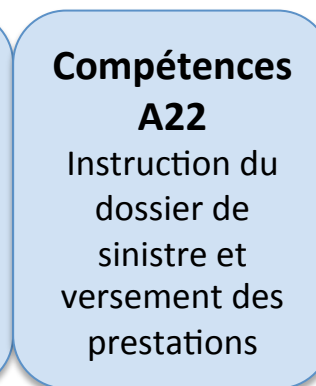 Compétences
A22
Instruction du
dossier de
sinistre et
versement des
prestations